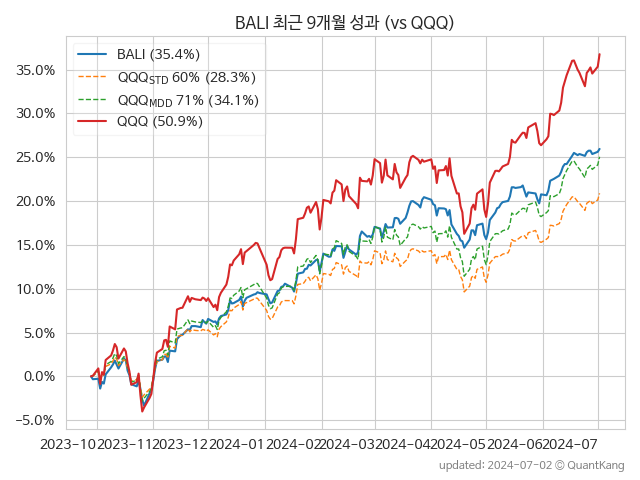 BALI 최근 9개월 성과 (vs QQQ)
BALI (35.4%)
QQQSTD 60% (28.3%)
QQQMDD 71% (34.1%)
QQQ (50.9%)
35.0%
30.0%
25.0%
20.0%
15.0%
10.0%
5.0%
0.0%
−5.0%
2023-10 2023-11 2023-12 2024-01 2024-02 2024-03 2024-04 2024-05 2024-06 2024-07
updated: 2024-07-02 © QuantKang